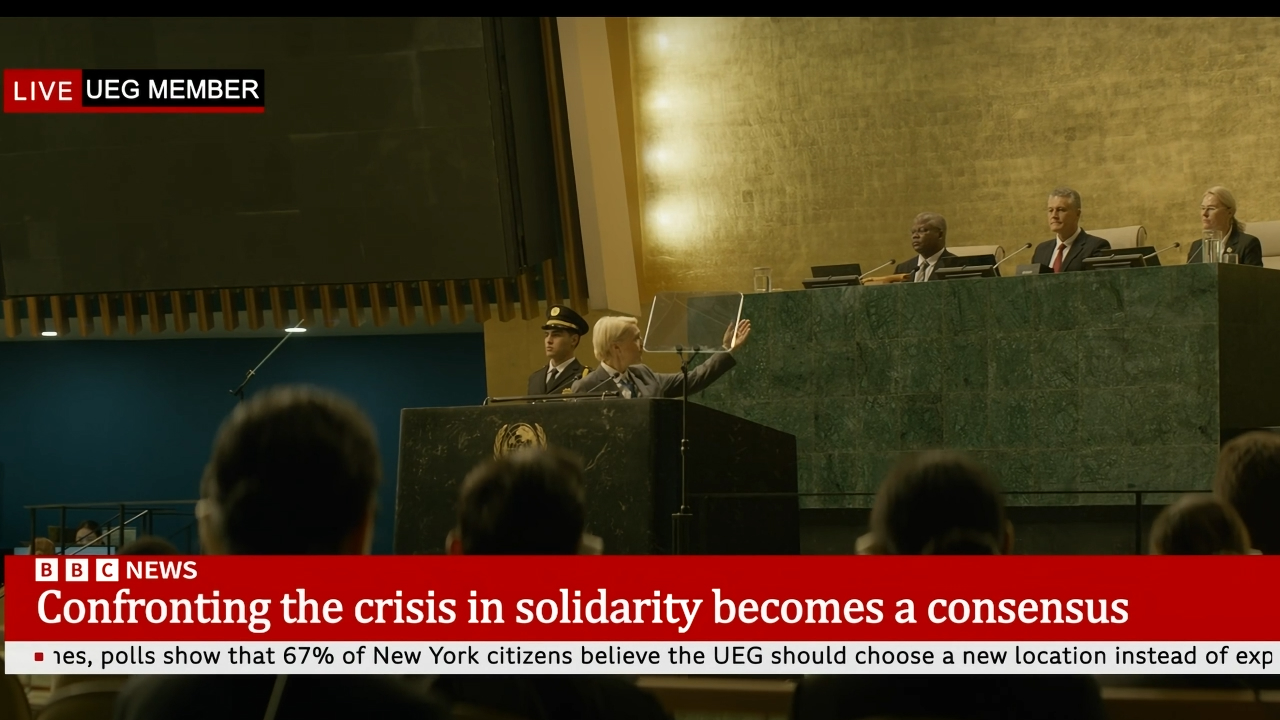 LIVE UEG MEMBER
BBC NEWS
Confronting the crisis in solidarity becomes a consensus
polls show that 67% of New York citizens believe the UEG should choose a new location instead of